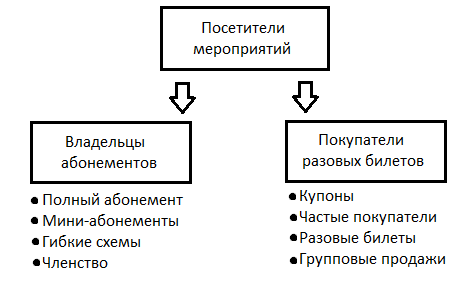 Посетители
мероприятий
Владельцы
абонементов
• Полный абонемент
• Мини-абонементы
• Гибкие схемы
• Членство
Покупатели
разовых билетов
• Купоны
• Частые покупатели
• Разовые билеты
• Групповые продажи